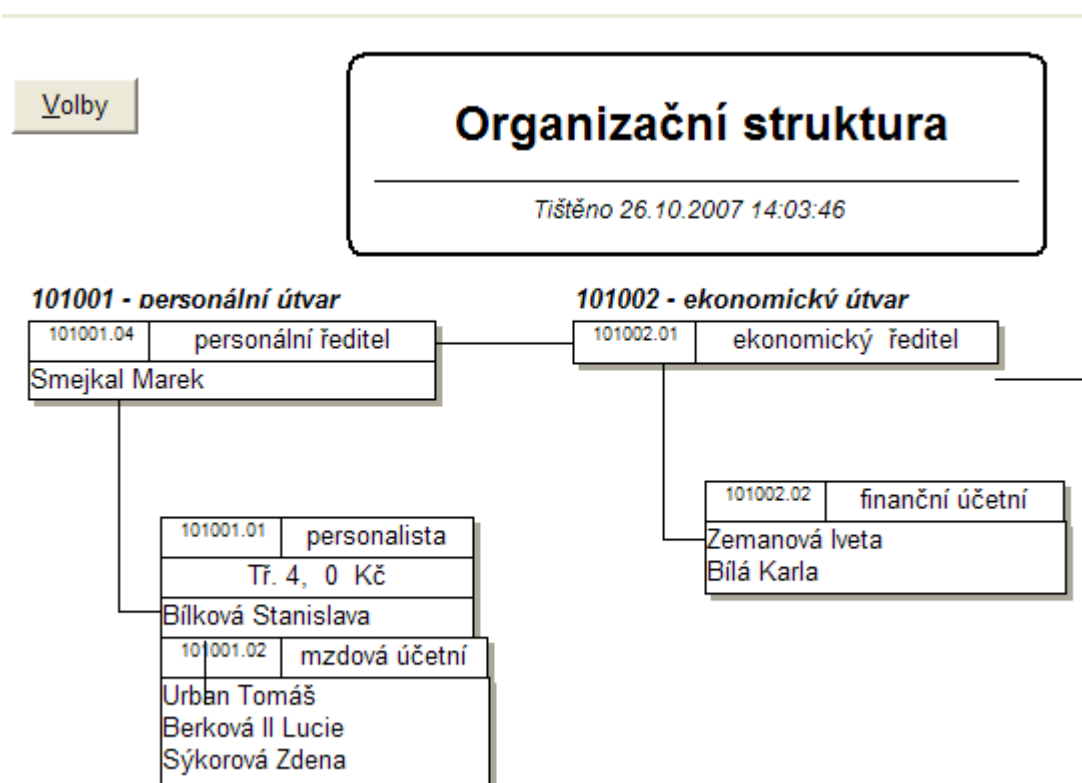 Volby
Organizační struktura
Tištěno 26.10.2007 14:03:46
101001 - personální útvar
101001.04 personální ředitel
Smejkal Marek
101002 - ekonomický útvar
101002.01 ekonomický ředitel
101002.02 finanční účetní
Zemanová Iveta
Bílá Karla
101001.01 personalista
Tř. 4, 0 Kč
Bílková Stanislava
101001.02 mzdová účetní
Urban Tomáš
Berková II Lucie
Sýkorová Zdena